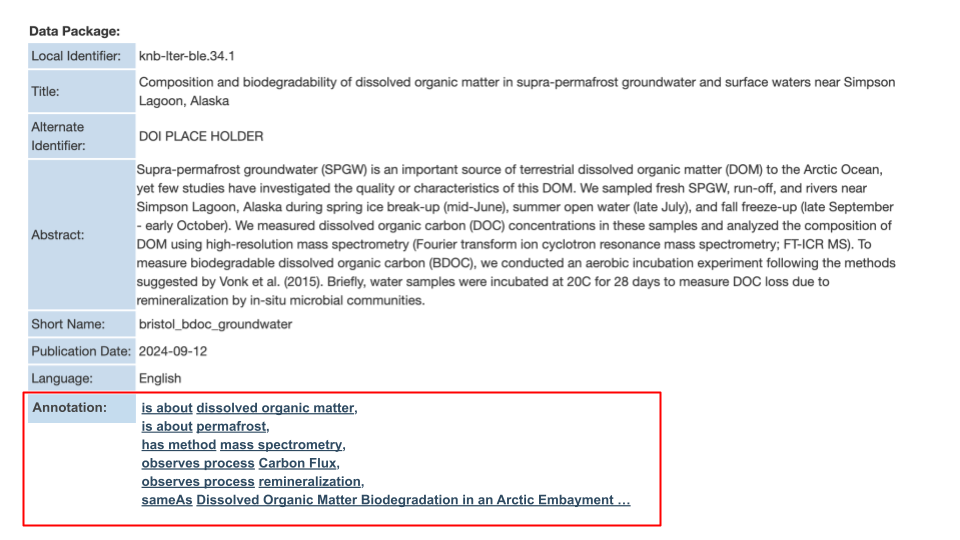 Data Package:
Local Identifier: knb-lter-ble.34.1
Title: Composition and biodegradability of dissolved organic matter in supra-permafrost groundwater and surface waters near Simpson
Lagoon, Alaska
Alternate
Identifier: DOI PLACE HOLDER
Abstract: Supra-permafrost groundwater (SPGW) is an important source of terrestrial dissolved organic matter (DOM) to the Arctic Ocean,
yet few studies have investigated the quality or characteristics of this DOM. We sampled fresh SPGW, run-off, and rivers near
Simpson Lagoon, Alaska during spring ice break-up (mid-June), summer open water (late July), and fall freeze-up (late September
- early October). We measured dissolved organic carbon (DOC) concentrations in these samples and analyzed the composition of
DOM using high-resolution mass spectrometry (Fourier transform ion cyclotron resonance mass spectrometry; FT-ICR MS). To
measure biodegradable dissolved organic carbon (BDOC), we conducted an aerobic incubation experiment following the methods
suggested by Vonk et al. (2015). Briefly, water samples were incubated at 20C for 28 days to measure DOC loss due to
remineralization by in-situ microbial communities.
Short Name: bristol_bdoc_groundwater
Publication Date: 2024-09-12
Language: English
Annotation: is about dissolved organic matter,
is about permafrost,
has method mass spectrometry,
observes process Carbon Flux,
observes process remineralization,
sameAs Dissolved Organic Matter Biodegradation in an Arctic Embayment …